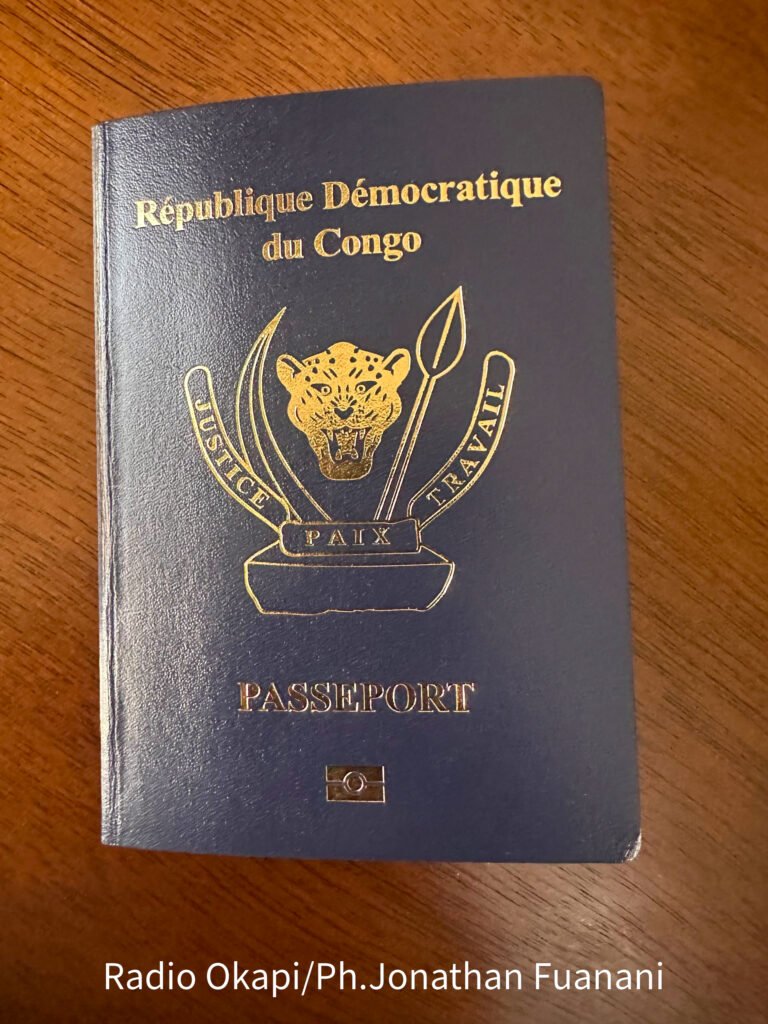 République Démocratique
du Congo
JUSTICE
PAIX
TRAVAIL
PASSEPORT
Radio Okapi/Ph.Jonathan Fuanani